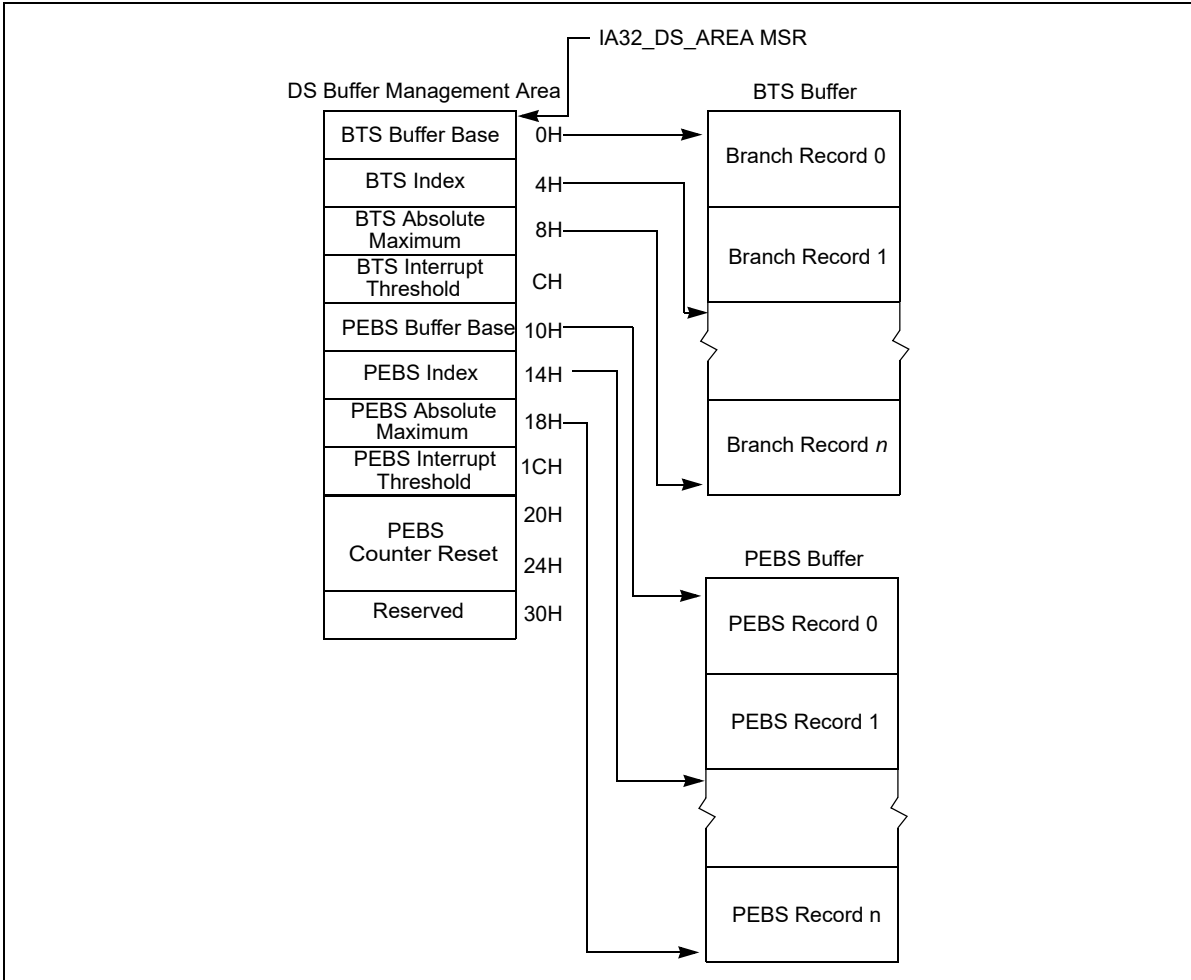 IA32_DS_AREA MSR
DS Buffer Management Area
BTS Buffer Base 0H
BTS Index 4H
BTS Absolute
Maximum 8H
BTS Interrupt
Threshold CH
PEBS Buffer Base 10H
PEBS Index 14H
PEBS Absolute
Maximum 18H
PEBS Interrupt
Threshold 1CH
20H
PEBS
Counter Reset
24H
Reserved 30H
BTS Buffer
Branch Record 0
Branch Record 1
Branch Record n
PEBS Buffer
PEBS Record 0
PEBS Record 1
PEBS Record n